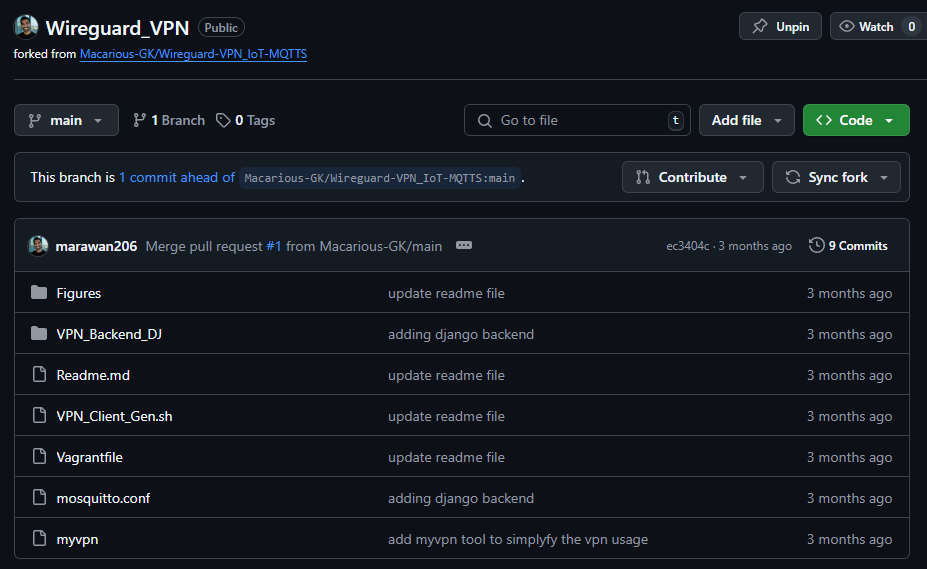 Wireguard_VPN Public Unpin Watch 0
forked from Macarious-GK/Wireguard-VPN_IoT-MQTTS
main 1 Branch 0 Tags Go to file t Add file Code
This branch is 1 commit ahead of Macarious-GK/Wireguard-VPN_IoT-MQTTS:main . Contribute Sync fork
marawan206 Merge pull request #1 from Macarious-GK/main ec3404c · 3 months ago 9 Commits
Figures update readme file 3 months ago
VPN_Backend_DJ adding django backend 3 months ago
Readme.md update readme file 3 months ago
VPN_Client_Gen.sh update readme file 3 months ago
Vagrantfile update readme file 3 months ago
mosquitto.conf adding django backend 3 months ago
myvpn add myvpn tool to simplyfy the vpn usage 3 months ago